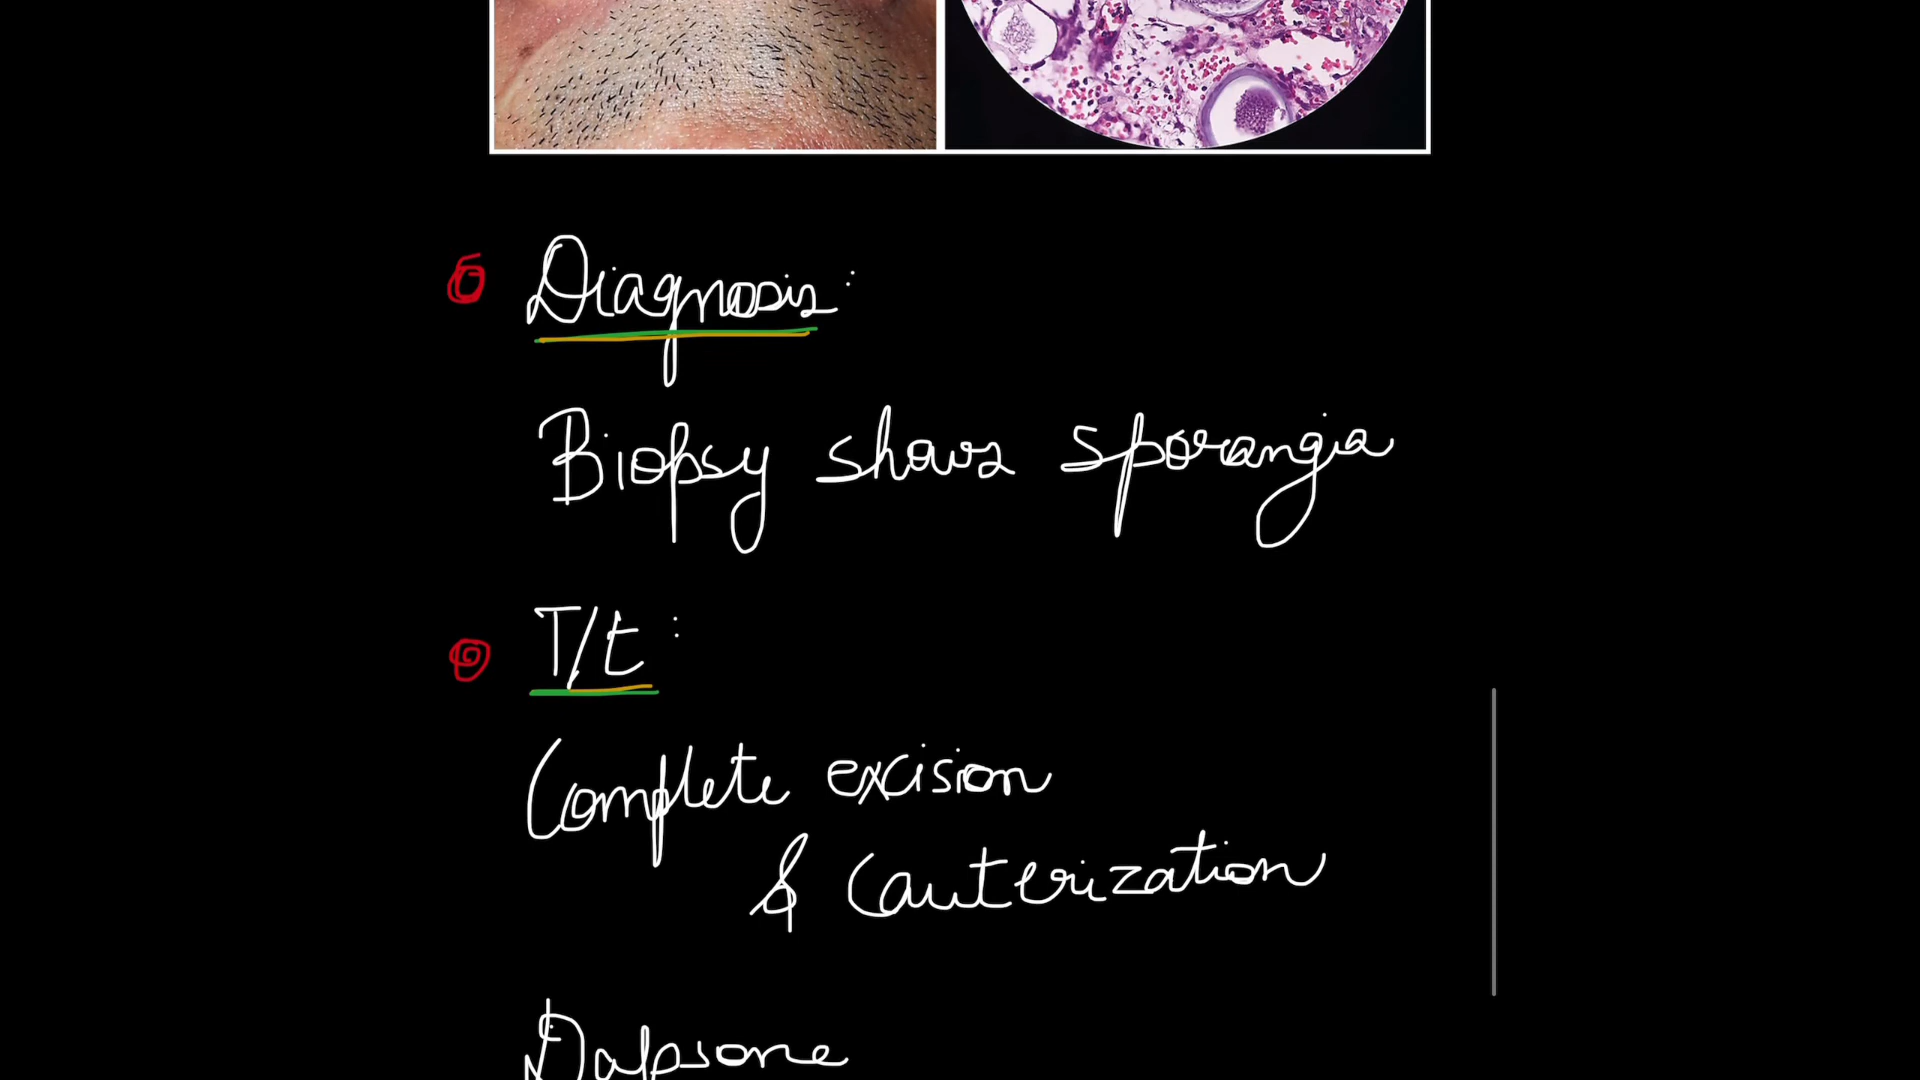 Diagnosis:
Biopsy shows sporangia
T/t:
Complete excision
& Cauterization
Dapsone